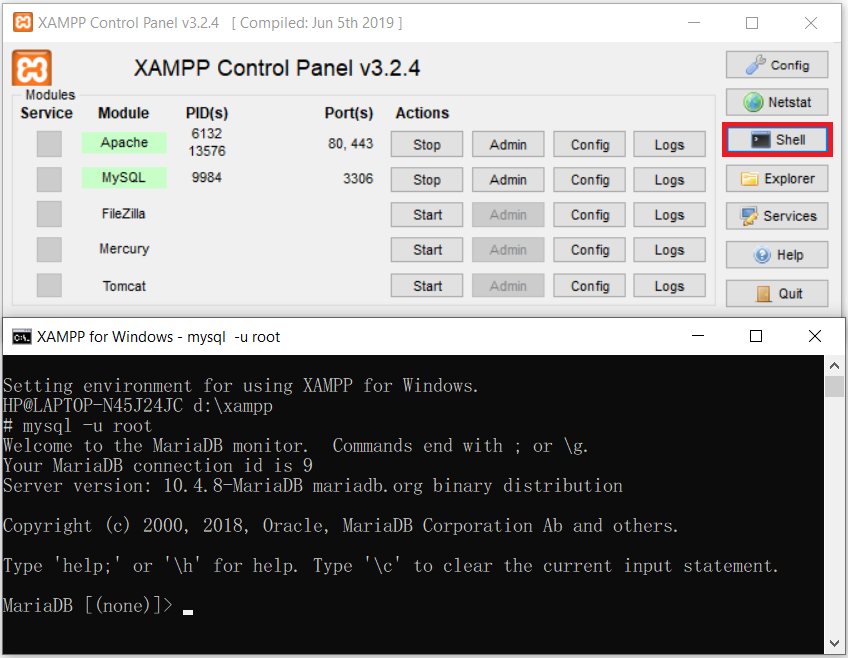 XAMPP Control Panel v3.2.4 [ Compiled: Jun 5th 2019 ]
XAMPP Control Panel v3.2.4
Config
Modules
Service Module PID(s) Port(s) Actions
Netstat
Apache 6132 13576 80, 443 Stop Admin Config Logs
Shell
MySQL 9984 3306 Stop Admin Config Logs
Explorer
FileZilla Start Admin Config Logs
Services
Mercury Start Admin Config Logs
Help
Tomcat Start Admin Config Logs
Quit
C:\. XAMPP for Windows - mysql -u root
Setting environment for using XAMPP for Windows.
HP@LAPTOP-N45J24JC d:\xampp
# mysql -u root
Welcome to the MariaDB monitor.  Commands end with ; or \g.
Your MariaDB connection id is 9
Server version: 10.4.8-MariaDB mariadb.org binary distribution
Copyright (c) 2000, 2018, Oracle, MariaDB Corporation Ab and others.
Type 'help;' or '\h' for help. Type '\c' to clear the current input statement.
MariaDB [(none)]> _